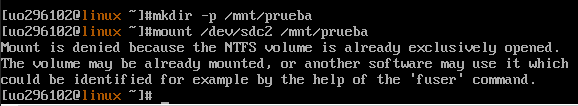 [uo296102@linux ~]#mkdir -p /mnt/prueba
[uo296102@linux ~]#mount /dev/sdc2 /mnt/prueba
Mount is denied because the NTFS volume is already exclusively opened.
The volume may be already mounted, or another software may use it which
could be identified for example by the help of the 'fuser' command.
[uo296102@linux ~]# _